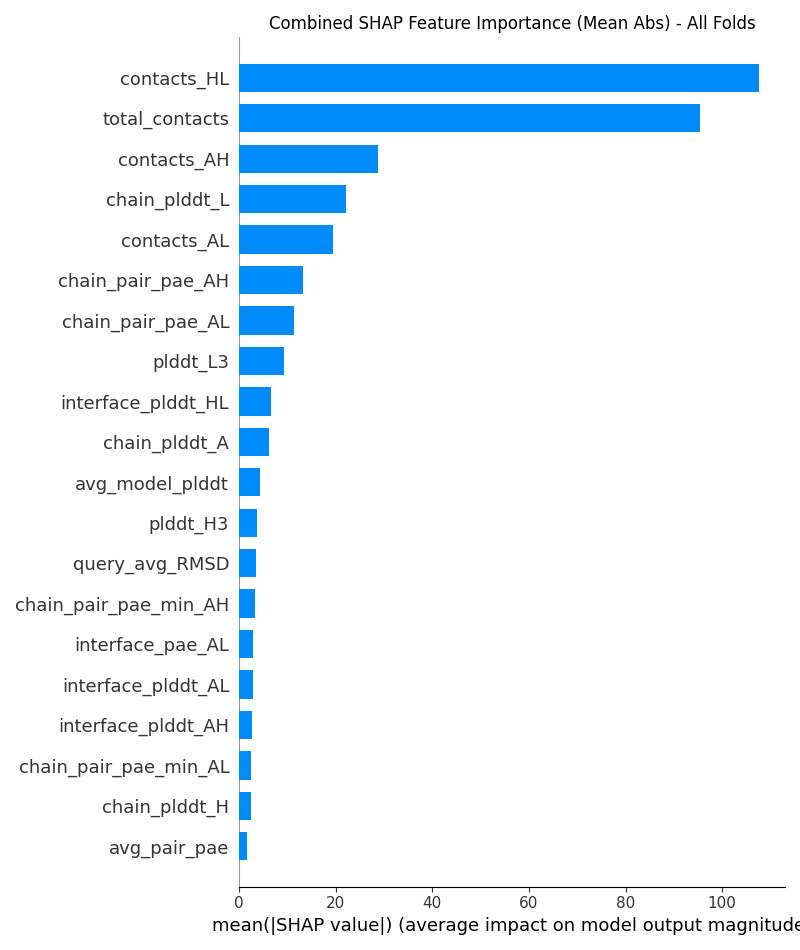 Combined SHAP Feature Importance (Mean Abs) - All Folds
contacts_HL
total_contacts
contacts_AH
chain_plddt_L
contacts_AL
chain_pair_pae_AH
chain_pair_pae_AL
plddt_L3
interface_plddt_HL
chain_plddt_A
avg_model_plddt
plddt_H3
query_avg_RMSD
chain_pair_pae_min_AH
interface_pae_AL
interface_plddt_AL
interface_plddt_AH
chain_pair_pae_min_AL
chain_plddt_H
avg_pair_pae
0 20 40 60 80 100
mean(|SHAP value|) (average impact on model output magnitude